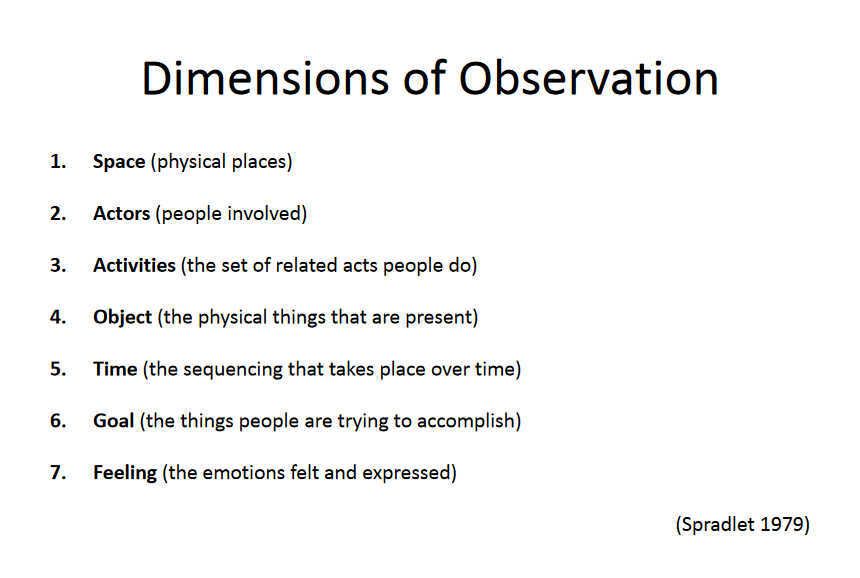 Dimensions of Observation
1. Space (physical places)
2. Actors (people involved)
3. Activities (the set of related acts people do)
4. Object (the physical things that are present)
5. Time (the sequencing that takes place over time)
6. Goal (the things people are trying to accomplish)
7. Feeling (the emotions felt and expressed)
(Spradlet 1979)